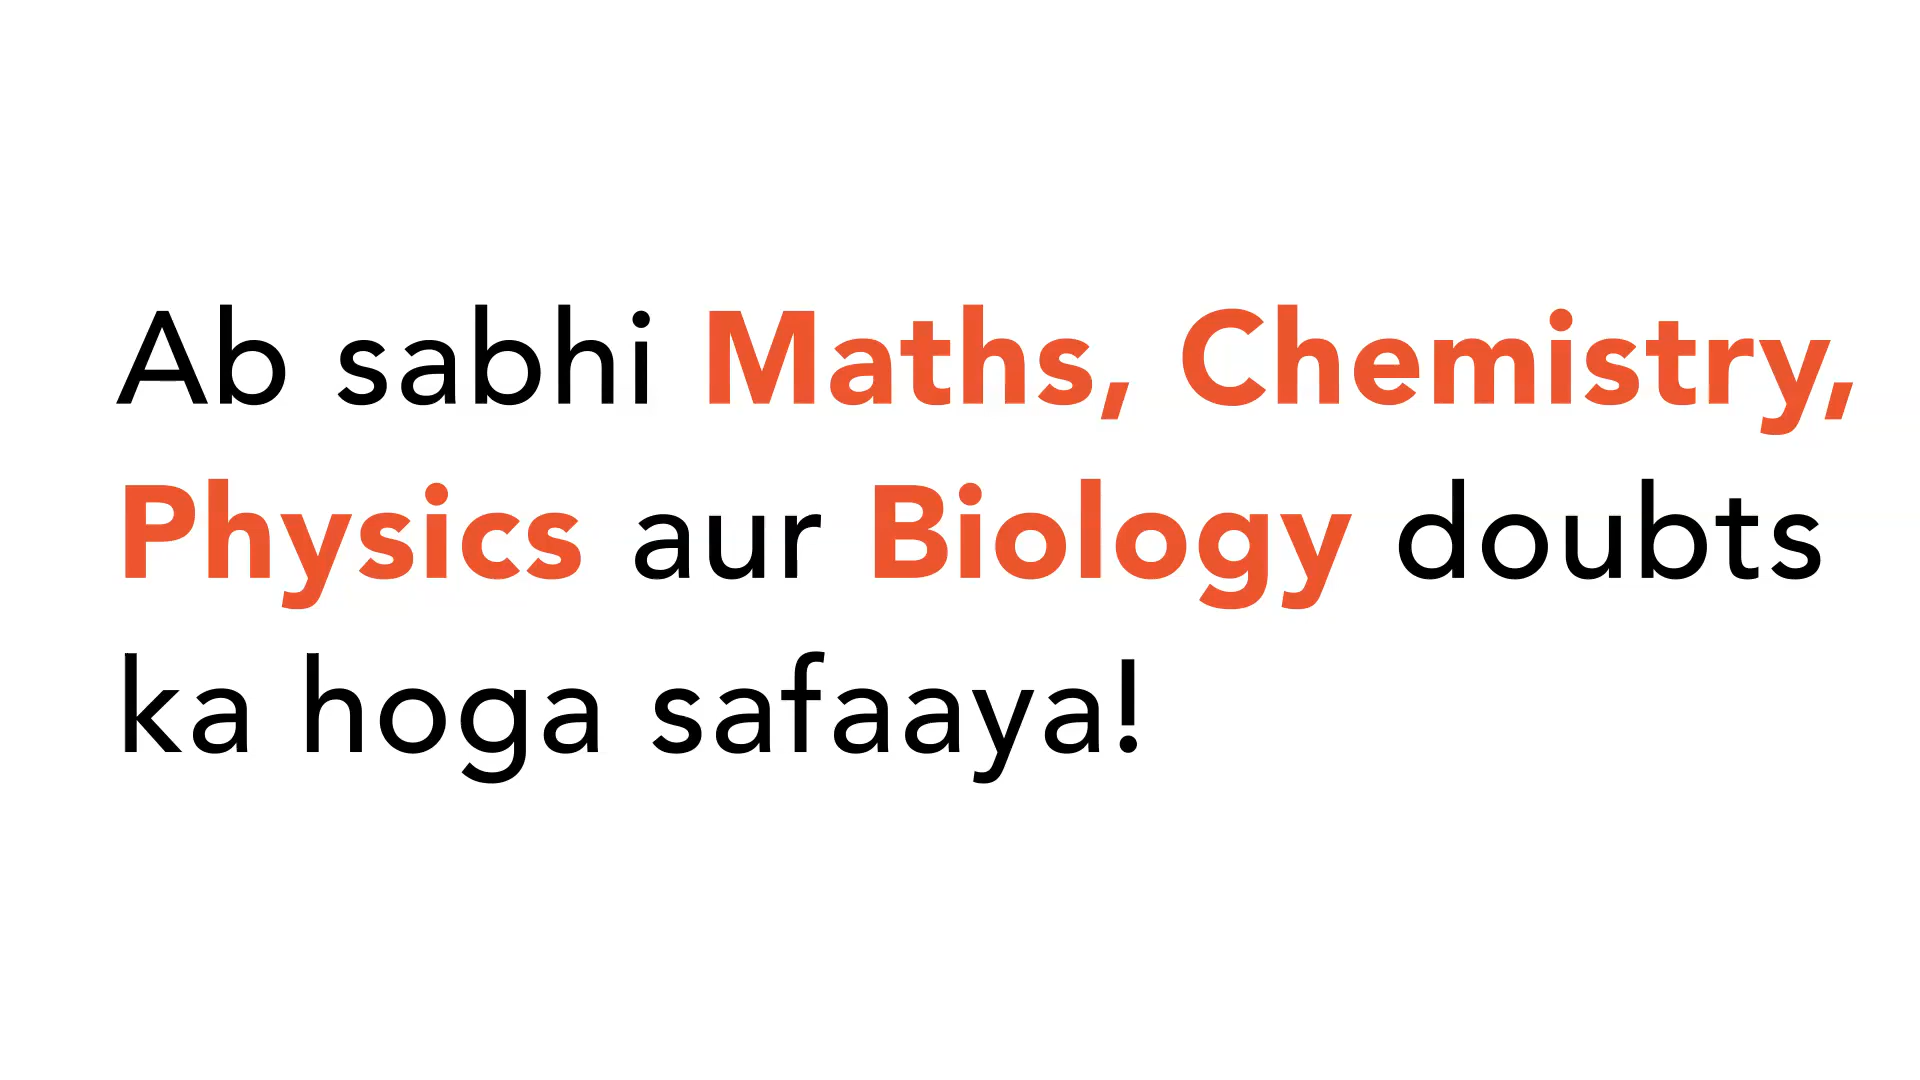 Ab sabhi Maths, Chemistry,
Physics aur Biology doubts
ka hoga safaaya!